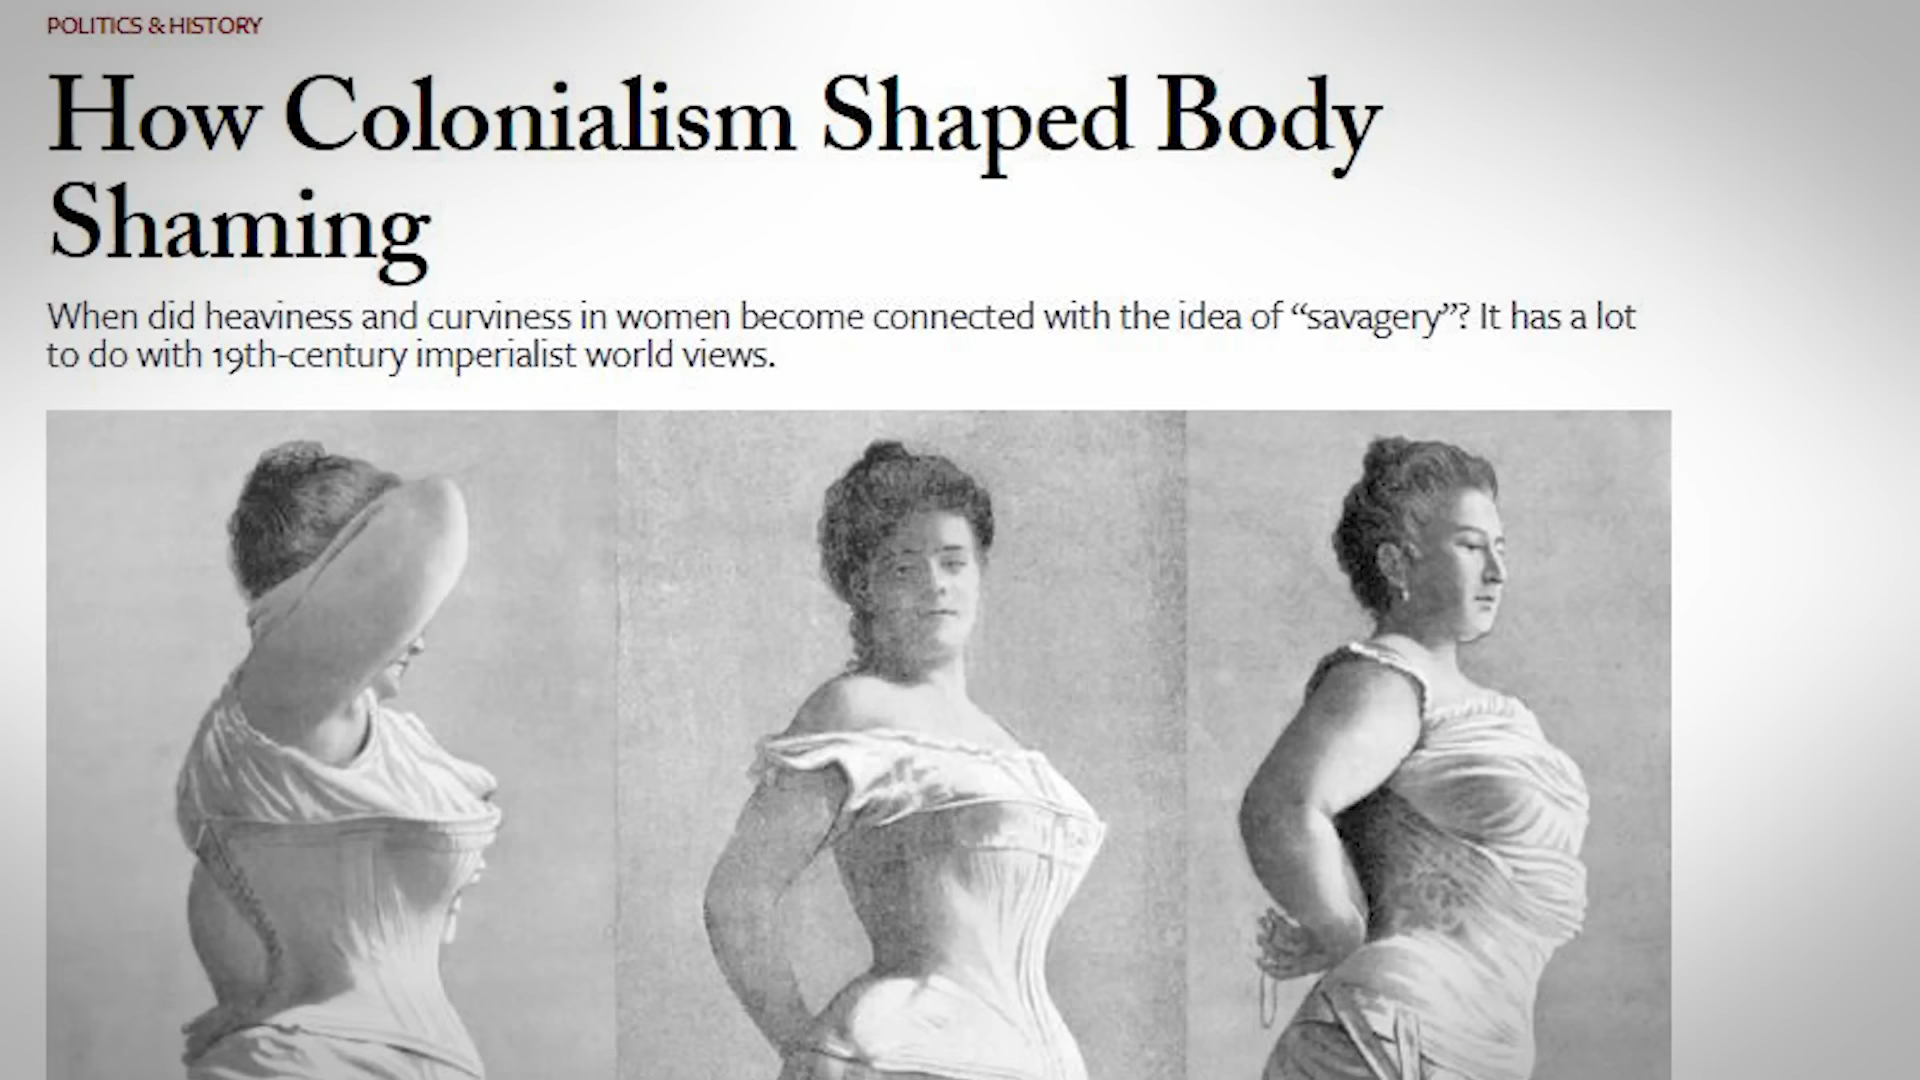 POLITICS & HISTORY
How Colonialism Shaped Body
Shaming
When did heaviness and curviness in women become connected with the idea of “savagery”? It has a lot
to do with 19th-century imperialist world views.